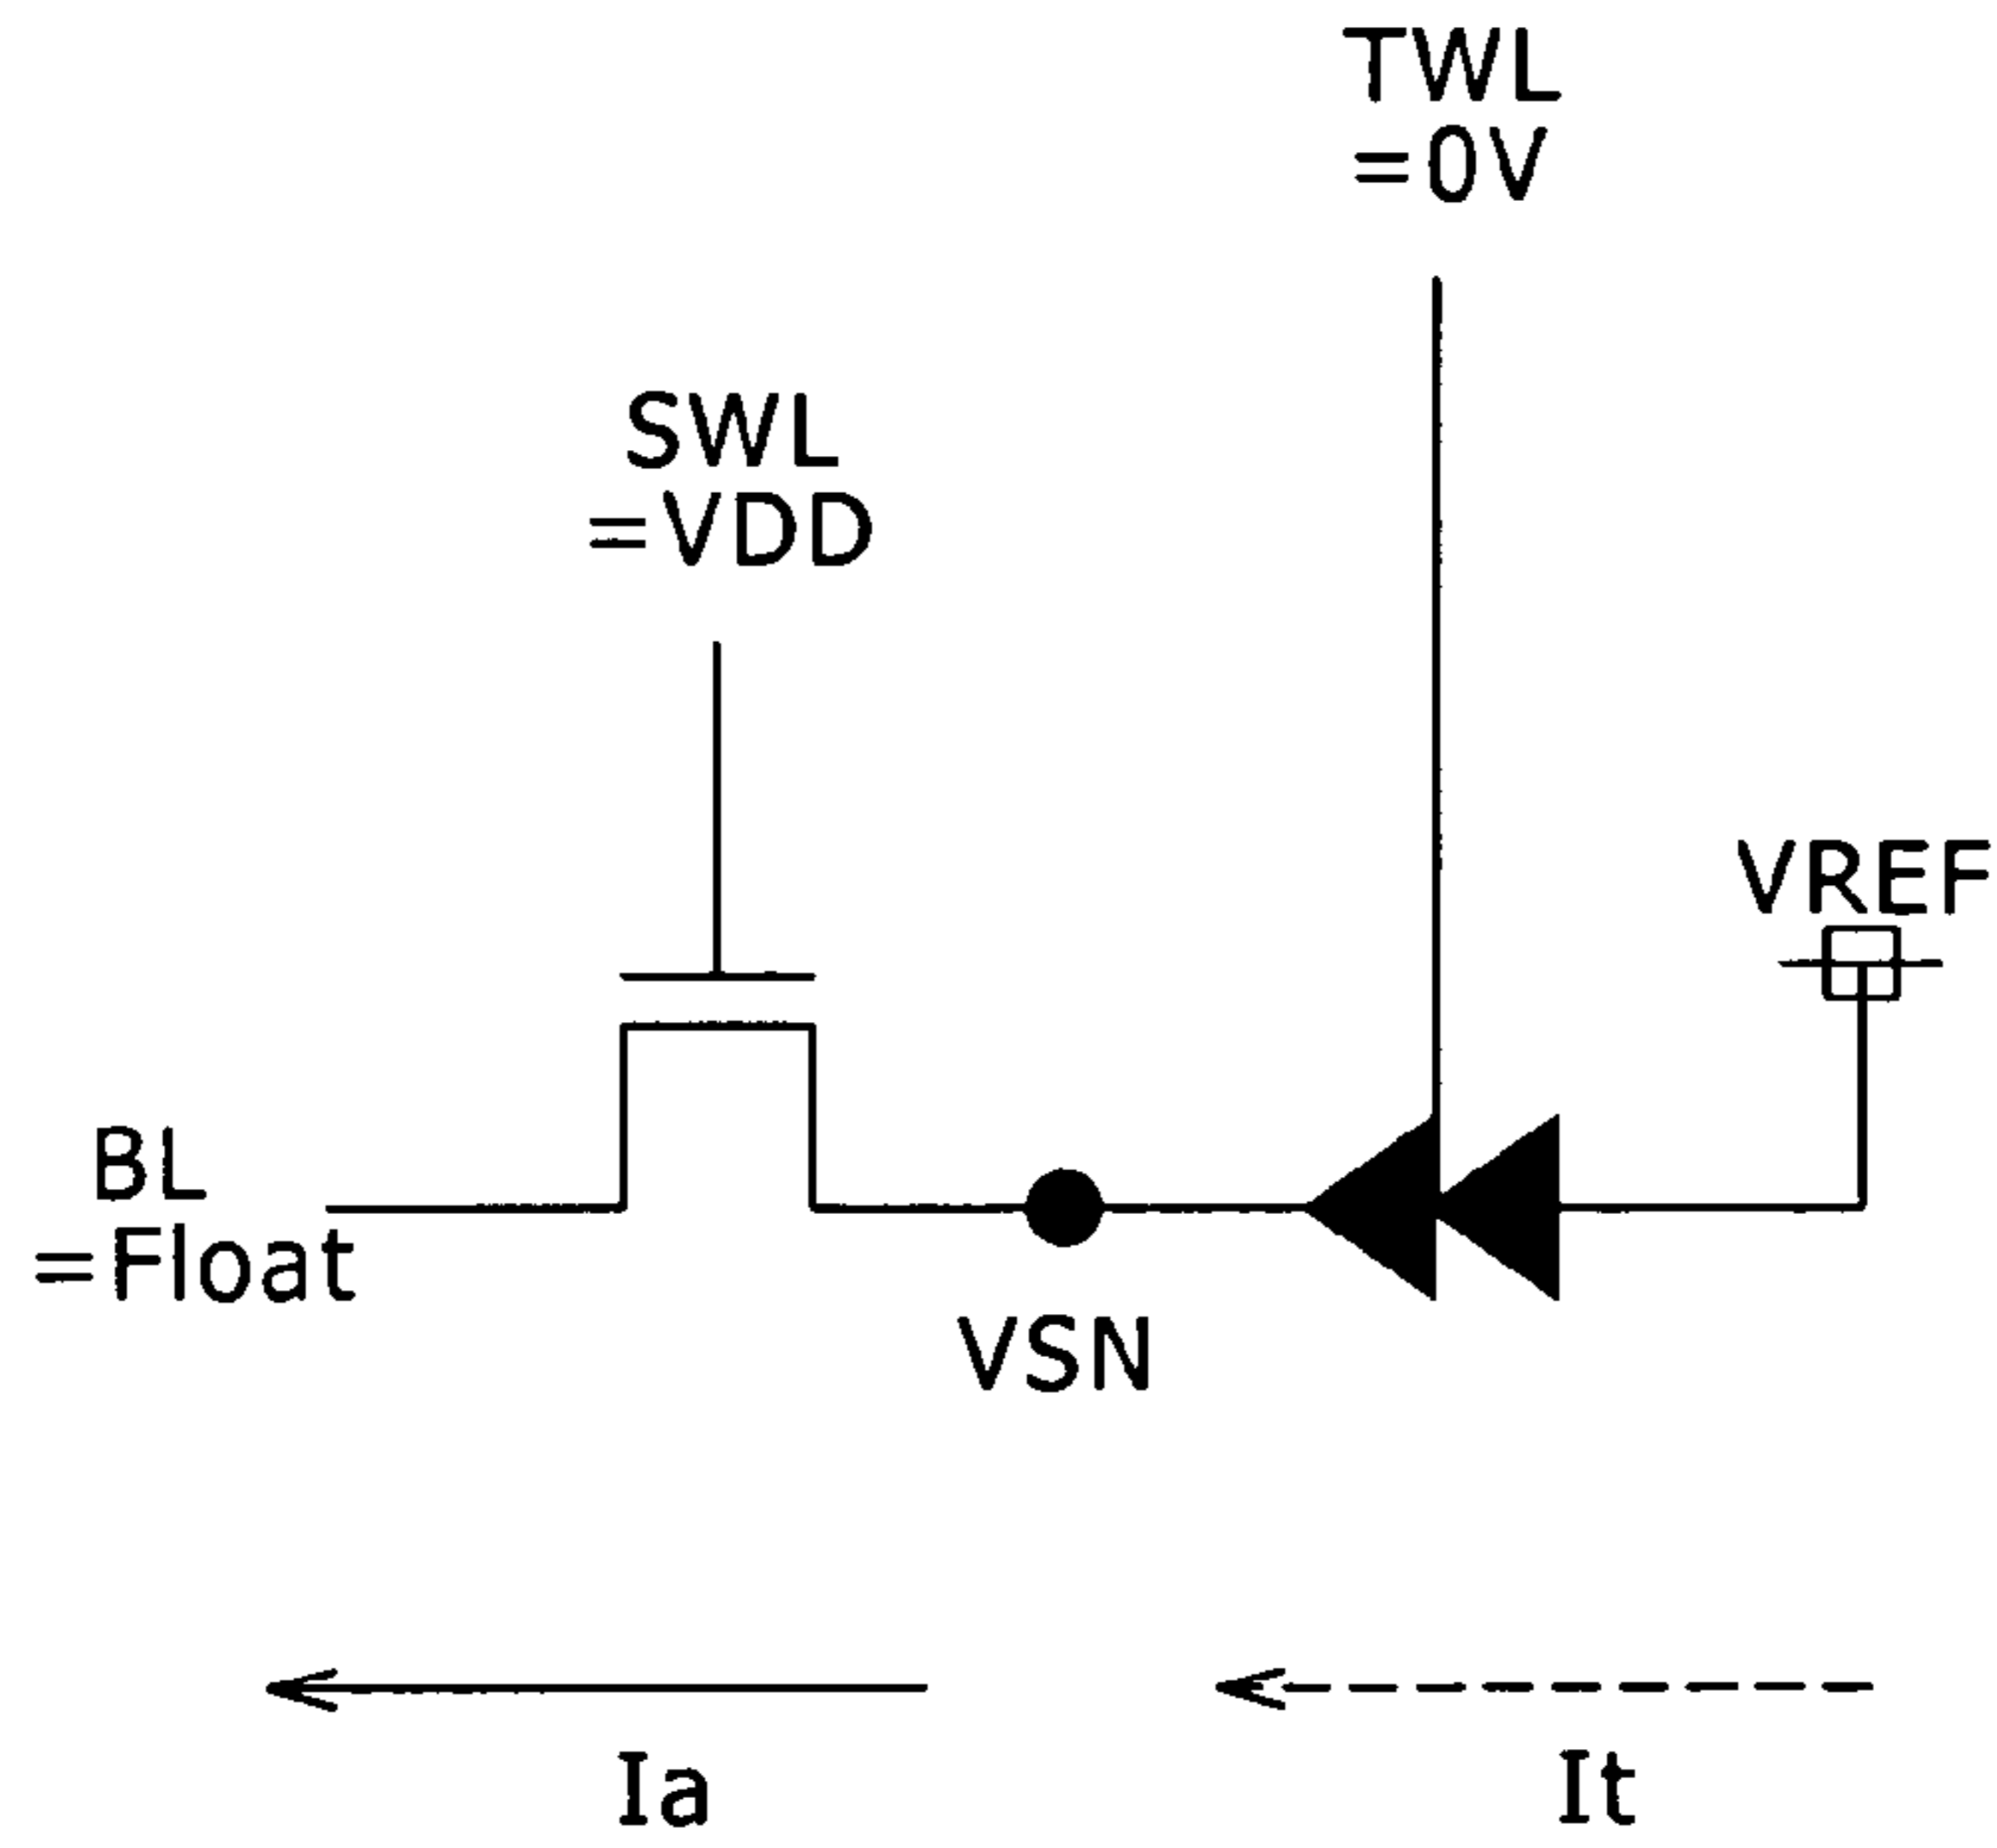 TWL
=0V
SWL
=VDD
VREF
BL
=Float
VSN
Ia
It